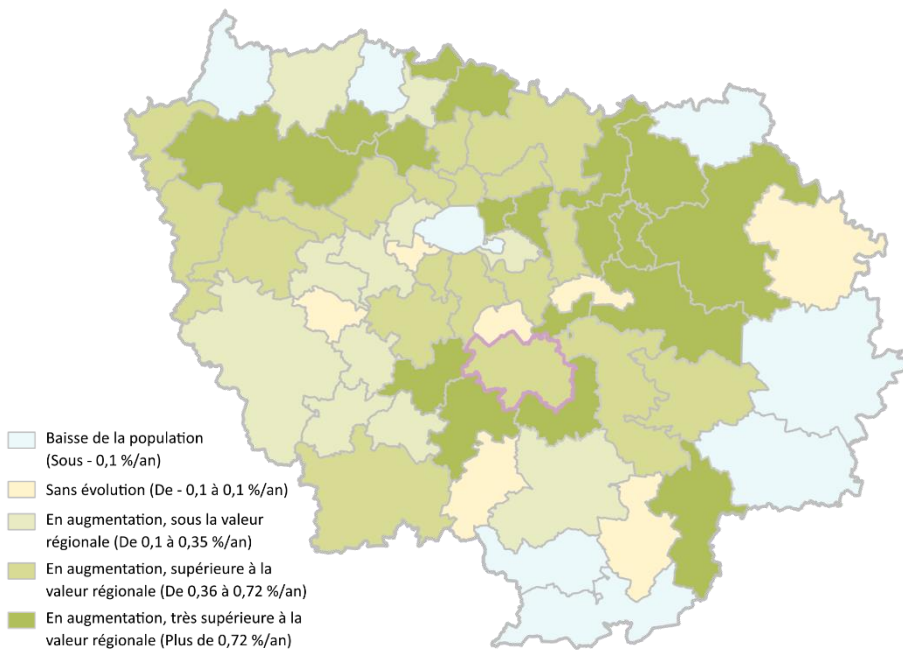 Baisse de la population
(Sous - 0,1 %/an)
Sans évolution (De - 0,1 à 0,1 %/an)
En augmentation, sous la valeur
régionale (De 0,1 à 0,35 %/an)
En augmentation, supérieure à la
valeur régionale (De 0,36 à 0,72 %/an)
En augmentation, très supérieure à la
valeur régionale (Plus de 0,72 %/an)